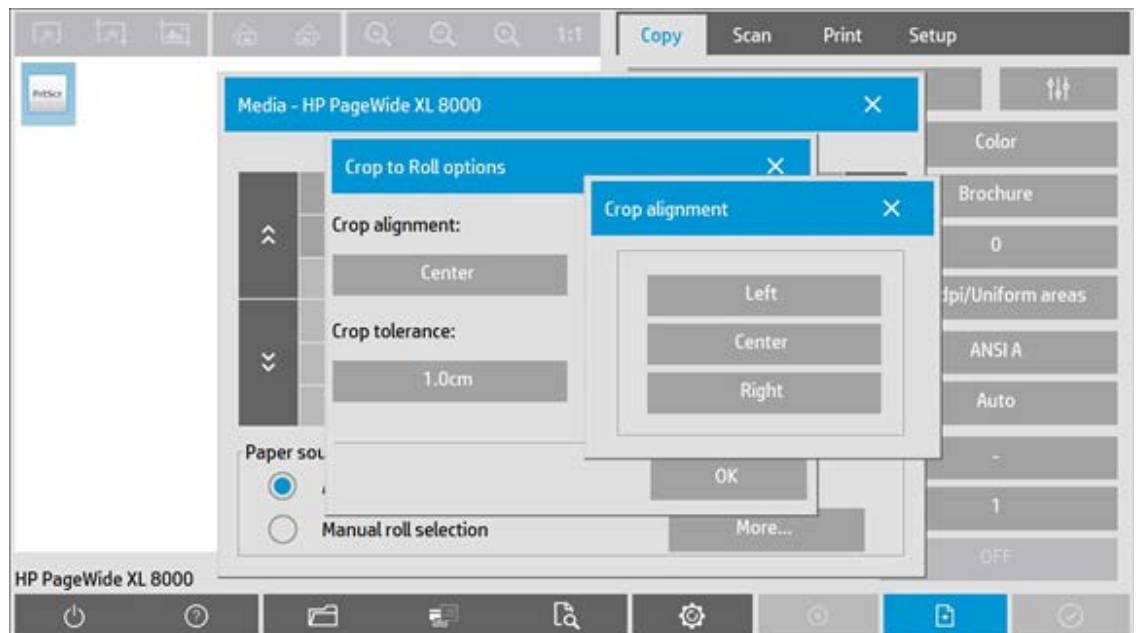 1:1
Copy
Scan
Print
Setup
PrtScr
Media - HP PageWide XL 8000
Color
Crop to Roll options
Crop alignment
Brochure
Crop alignment:
0
Center
Left
dpi/Uniform areas
Crop tolerance:
Center
ANSI A
1.0cm
Right
Auto
Paper sou
-
OK
1
Manual roll selection
More...
OFF
HP PageWide XL 8000